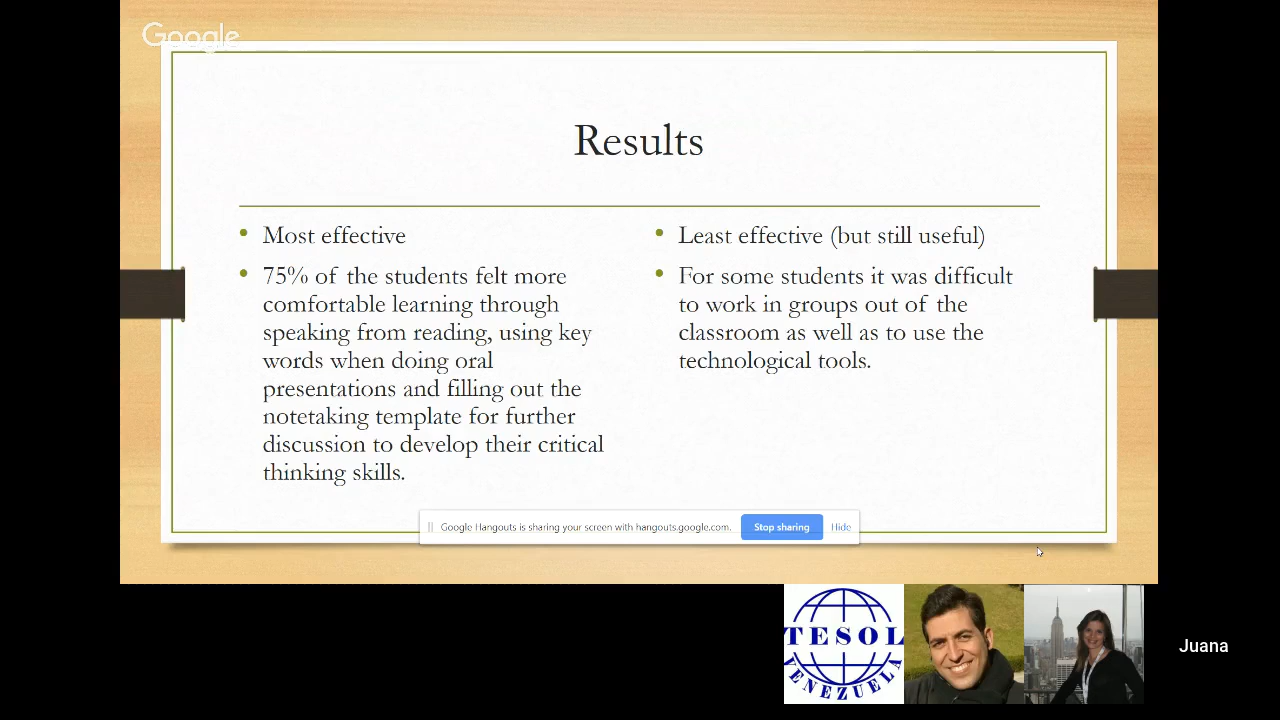 Google
Results
• Most effective
• 75% of the students felt more
comfortable learning through
speaking from reading, using key
words when doing oral
presentations and filling out the
notetaking template for further
discussion to develop their critical
thinking skills.
• Least effective (but still useful)
• For some students it was difficult
to work in groups out of the
classroom as well as to use the
technological tools.
Google Hangouts is sharing your screen with hangouts.google.com. Stop sharing Hide
TESOL
VENEZUELA
Juana